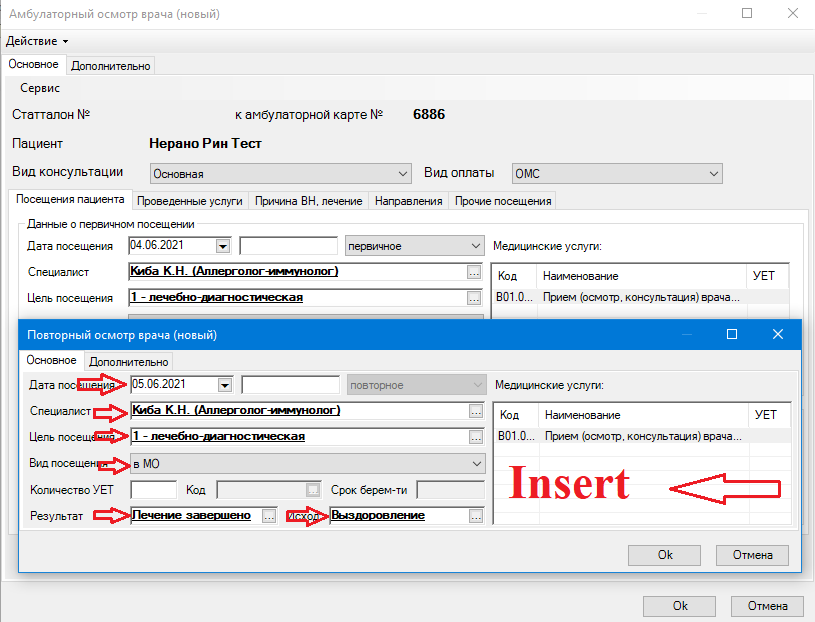 Амбулаторный осмотр врача (новый)
Действие
Основное Дополнительно
Сервис
Статталон № к амбулаторной карте № 6886
Пациент Нерано Рин Тест
Вид консультации Основная Вид оплаты ОМС
Посещения пациента Проведенные услуги Причина ВН, лечение Направления Прочие посещения
Данные о первичном посещении
Дата посещения 04.06.2021 первичное Медицинские услуги:
Специалист Киба К.Н. (Аллерголог-иммунолог) ...
Код Наименование УЕТ
Цель посещения 1 - лечебно-диагностическая ...
B01.0... Прием (осмотр, консультация) врача...
Повторный осмотр врача (новый)
Основное Дополнительно
Дата посещения 05.06.2021 повторное Медицинские услуги:
Специалист Киба К.Н. (Аллерголог-иммунолог) ...
Код Наименование УЕТ
Цель посещения 1 - лечебно-диагностическая ...
B01.0... Прием (осмотр, консультация) врача...
Вид посещения в МО
Insert
Количество УЕТ Код Срок берем-ти
Результат Лечение завершено ... Исход Выздоровление ...
Ok Отмена
Ok Отмена